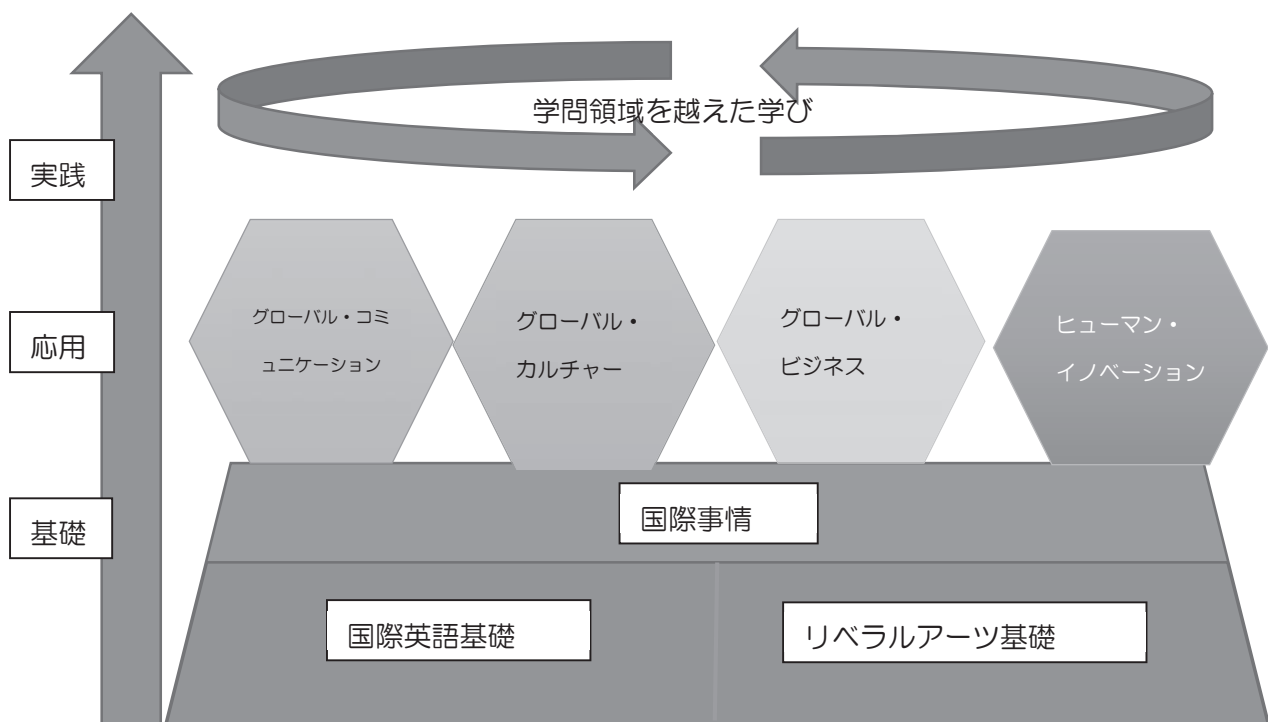 学問領域を越えた学び
実践
グローバル・コミ
ュニケーション
グローバル・
カルチャー
グローバル・
ビジネス
ヒューマン・
イノベーション
応用
国際事情
基礎
国際英語基礎
リベラルアーツ基礎